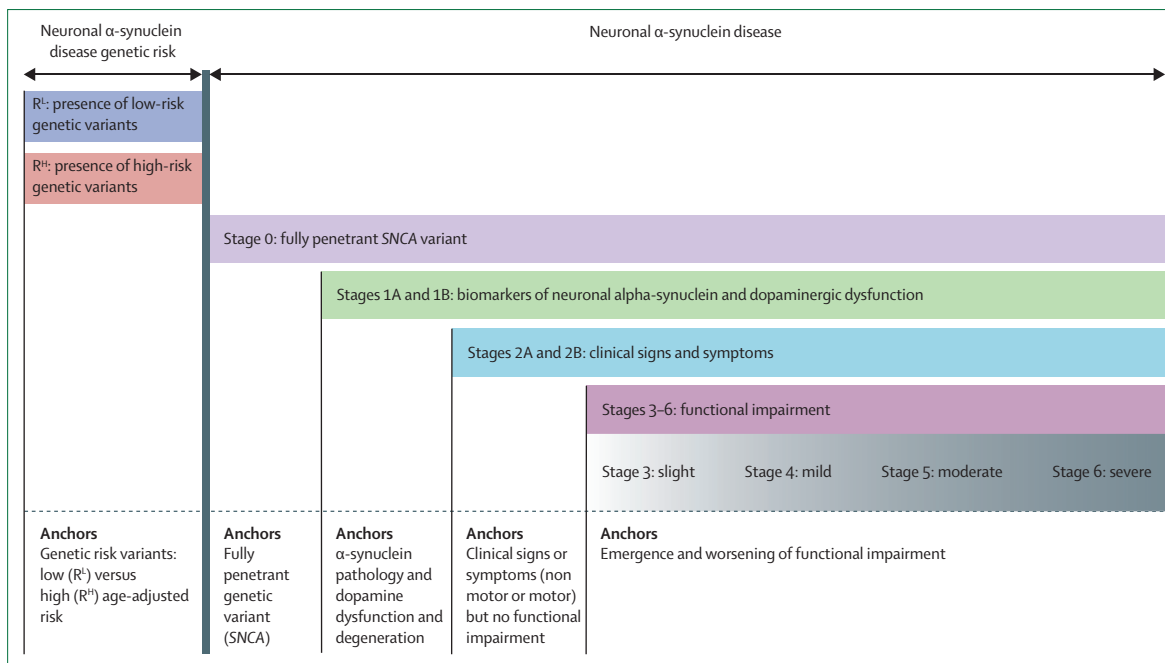 Neuronal α-synuclein
disease genetic risk
Neuronal α-synuclein disease
Rᴸ: presence of low-risk
genetic variants
Rᴴ: presence of high-risk
genetic variants
Stage 0: fully penetrant SNCA variant
Stages 1A and 1B: biomarkers of neuronal alpha-synuclein and dopaminergic dysfunction
Stages 2A and 2B: clinical signs and symptoms
Stages 3–6: functional impairment
Stage 3: slight
Stage 4: mild
Stage 5: moderate
Stage 6: severe
Anchors
Genetic risk variants:
low (Rᴸ) versus
high (Rᴴ) age-adjusted
risk
Anchors
Fully
penetrant
genetic
variant
(SNCA)
Anchors
α-synuclein
pathology and
dopamine
dysfunction and
degeneration
Anchors
Clinical signs or
symptoms (non
motor or motor)
but no functional
impairment
Anchors
Emergence and worsening of functional impairment